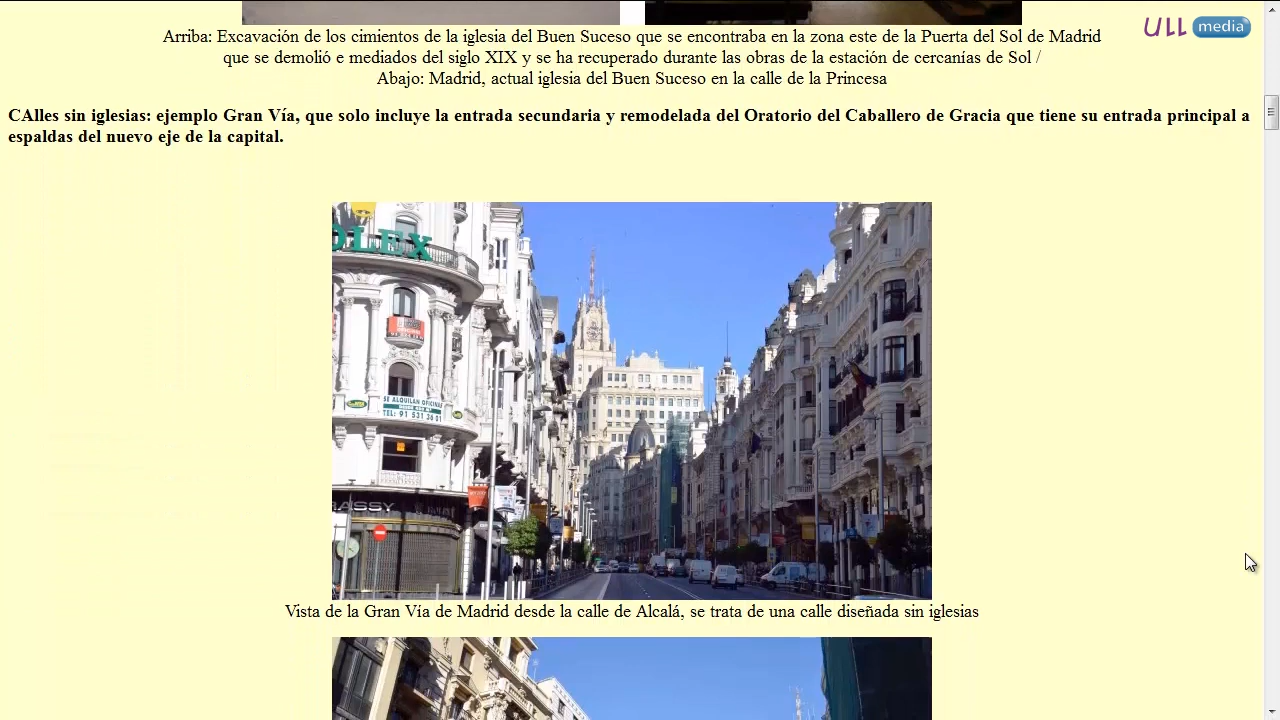 ULL media
Arriba: Excavación de los cimientos de la iglesia del Buen Suceso que se encontraba en la zona este de la Puerta del Sol de Madrid
que se demolió e mediados del siglo XIX y se ha recuperado durante las obras de la estación de cercanías de Sol /
Abajo: Madrid, actual iglesia del Buen Suceso en la calle de la Princesa
CAlles sin iglesias: ejemplo Gran Vía, que solo incluye la entrada secundaria y remodelada del Oratorio del Caballero de Gracia que tiene su entrada principal a
espaldas del nuevo eje de la capital.
OLEX
SE ALQUILAN OFICINAS
TEL: 91 531 36 01
Vista de la Gran Vía de Madrid desde la calle de Alcalá, se trata de una calle diseñada sin iglesias